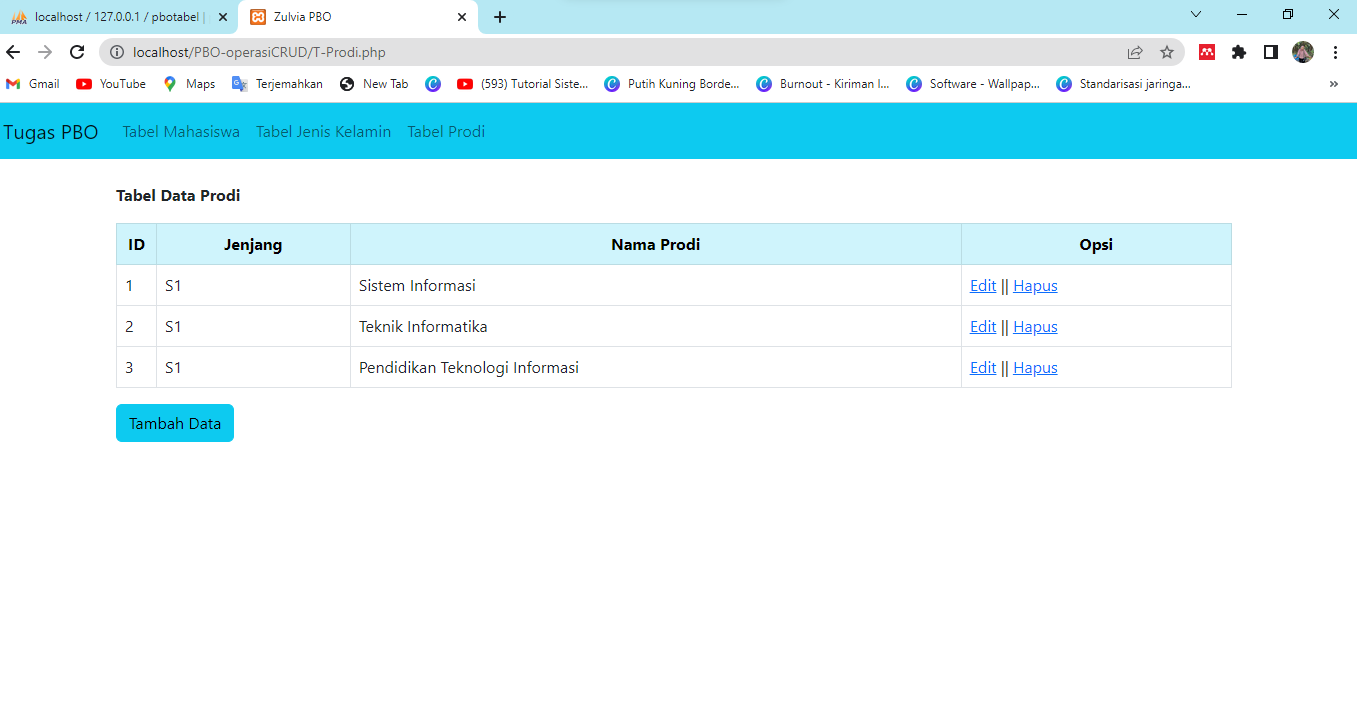 localhost / 127.0.0.1 / pbotabel |
Zulvia PBO
localhost/PBO-operasiCRUD/T-Prodi.php
Gmail YouTube Maps Terjemahkan New Tab (593) Tutorial Siste... Putih Kuning Borde... Burnout - Kiriman I... Software - Wallpap... Standarisasi jaringa... »
Tugas PBO Tabel Mahasiswa Tabel Jenis Kelamin Tabel Prodi
Tabel Data Prodi
ID Jenjang Nama Prodi Opsi
1 S1 Sistem Informasi Edit || Hapus
2 S1 Teknik Informatika Edit || Hapus
3 S1 Pendidikan Teknologi Informasi Edit || Hapus
Tambah Data